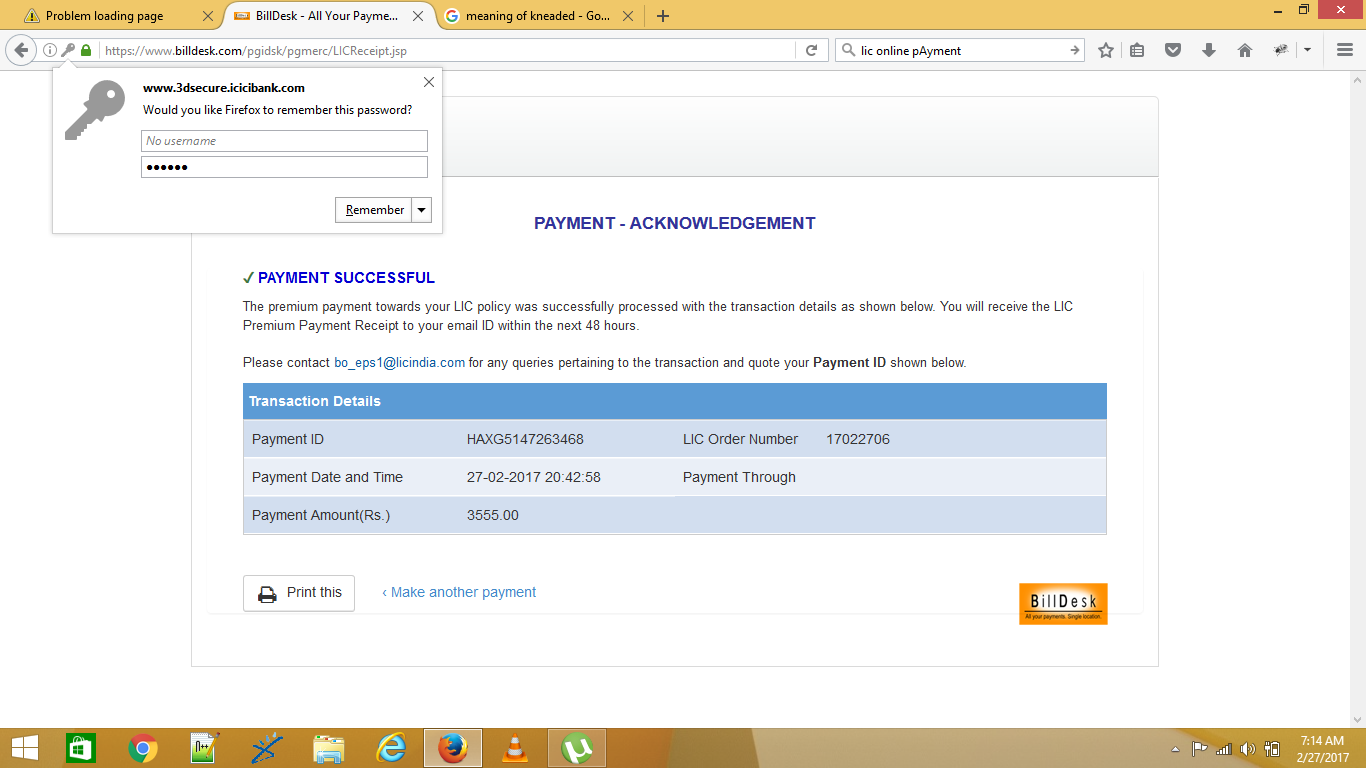 Problem loading page
BillDesk - All Your Payme...
meaning of kneaded - Go...
https://www.billdesk.com/pgidsk/pgmerc/LICReceipt.jsp
lic online pAyment
www.3dsecure.icicibank.com
Would you like Firefox to remember this password?
No username
●●●●●●
Remember
PAYMENT - ACKNOWLEDGEMENT
✓ PAYMENT SUCCESSFUL
The premium payment towards your LIC policy was successfully processed with the transaction details as shown below. You will receive the LIC
Premium Payment Receipt to your email ID within the next 48 hours.
Please contact bo_eps1@licindia.com for any queries pertaining to the transaction and quote your Payment ID shown below.
Transaction Details
Payment ID HAXG5147263468 LIC Order Number 17022706
Payment Date and Time 27-02-2017 20:42:58 Payment Through
Payment Amount(Rs.) 3555.00
Print this ‹ Make another payment
BillDesk
All your payments. Single location.
7:14 AM
2/27/2017